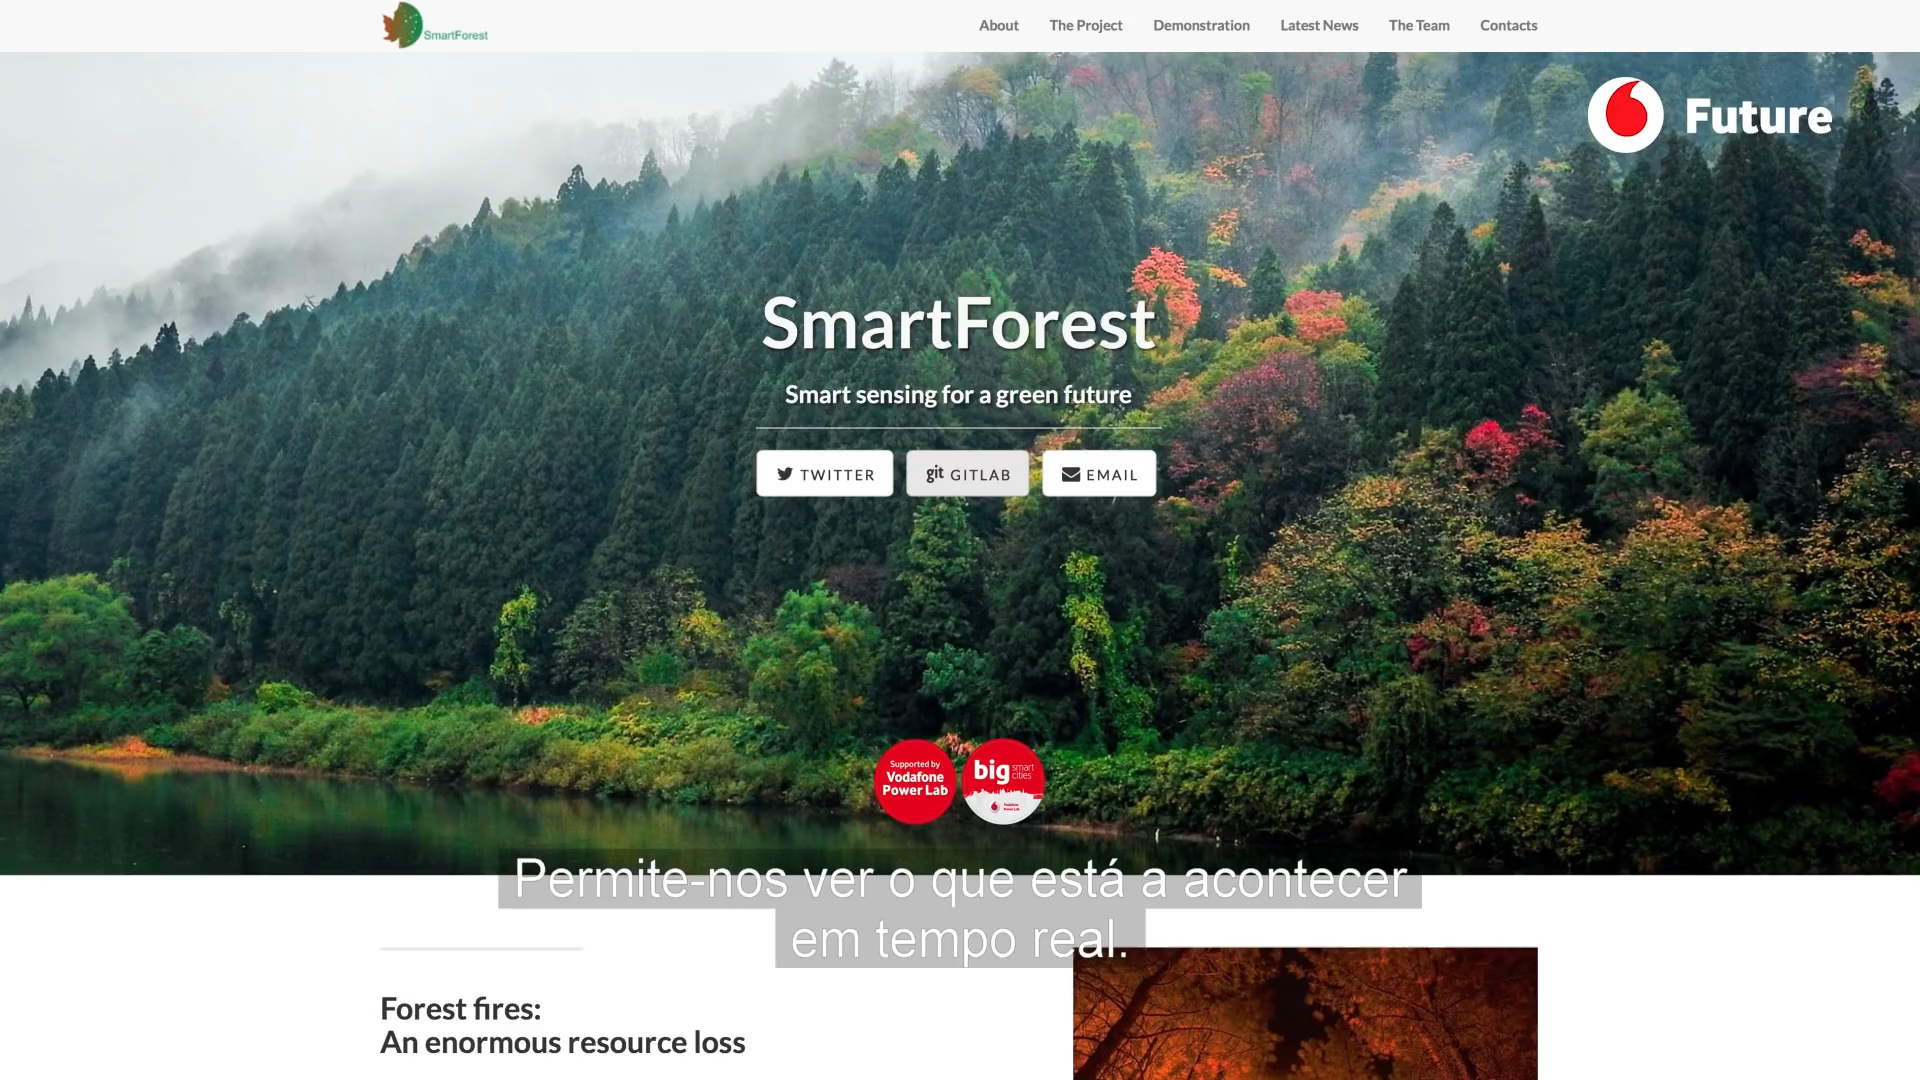 SmartForest
About
The Project
Demonstration
Latest News
The Team
Contacts
Future
SmartForest
Smart sensing for a green future
TWITTER
git GITLAB
EMAIL
Supported by
Vodafone
Power Lab
big smart
cities
Permite-nos ver o que está a acontecer
em tempo real.
Forest fires:
An enormous resource loss